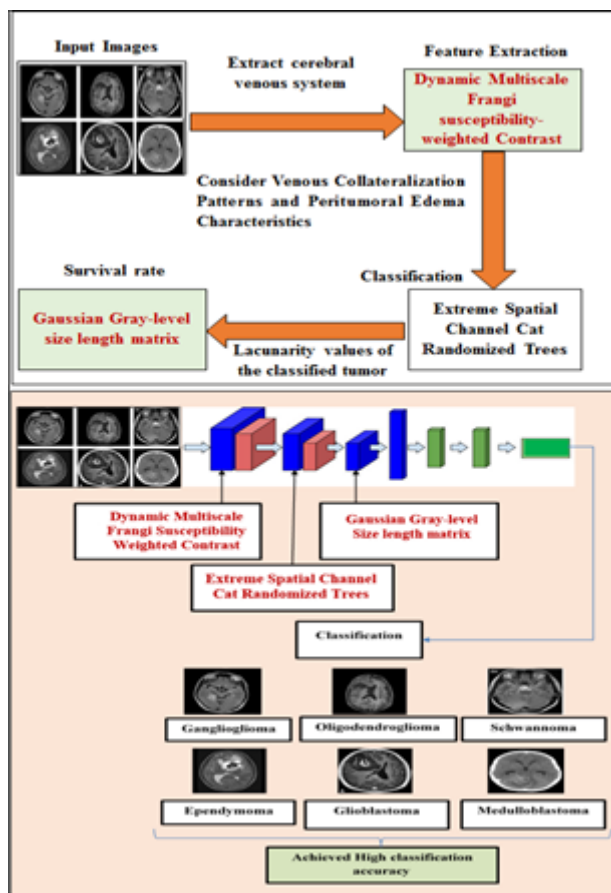 Input Images
Extract cerebral
venous system
Feature Extraction
Dynamic Multiscale
Frangi
susceptibility-
weighted Contrast
Consider Venous Collateralization
Patterns and Peritumoral Edema
Characteristics
Survival rate
Classification
Gaussian Gray-level
size length matrix
Extreme Spatial
Channel Cat
Randomized Trees
Lacunarity values of
the classified tumor
Dynamic Multiscale
Frangi Susceptibility
Weighted Contrast
Gaussian Gray-level
Size length matrix
Extreme Spatial Channel
Cat Randomized Trees
Classification
Ganglioglioma
Oligodendroglioma
Schwannoma
Ependymoma
Glioblastoma
Medulloblastoma
Achieved High classification
accuracy